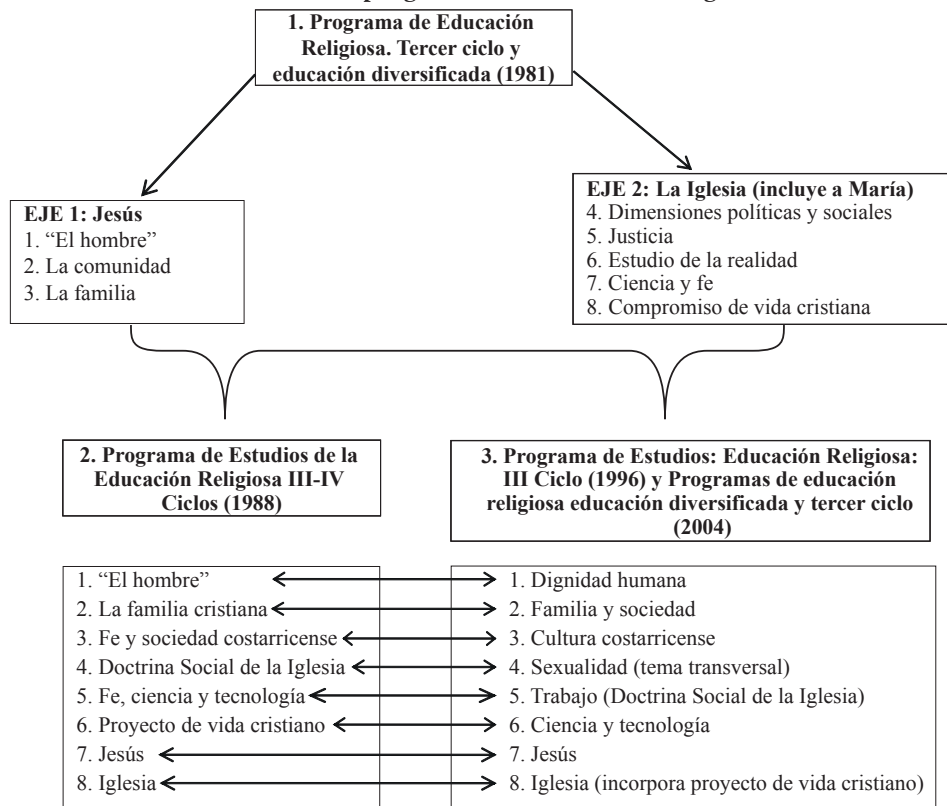 1. Programa de Educación
Religiosa. Tercer ciclo y
educación diversificada (1981)
EJE 1: Jesús
1. “El hombre”
2. La comunidad
3. La familia
EJE 2: La Iglesia (incluye a María)
4. Dimensiones políticas y sociales
5. Justicia
6. Estudio de la realidad
7. Ciencia y fe
8. Compromiso de vida cristiana
2. Programa de Estudios de la
Educación Religiosa III-IV
Ciclos (1988)
3. Programa de Estudios: Educación Religiosa:
III Ciclo (1996) y Programas de educación
religiosa educación diversificada y tercer ciclo
(2004)
1. “El hombre”
2. La familia cristiana
3. Fe y sociedad costarricense
4. Doctrina Social de la Iglesia
5. Fe, ciencia y tecnología
6. Proyecto de vida cristiano
7. Jesús
8. Iglesia
1. Dignidad humana
2. Familia y sociedad
3. Cultura costarricense
4. Sexualidad (tema transversal)
5. Trabajo (Doctrina Social de la Iglesia)
6. Ciencia y tecnología
7. Jesús
8. Iglesia (incorpora proyecto de vida cristiano)